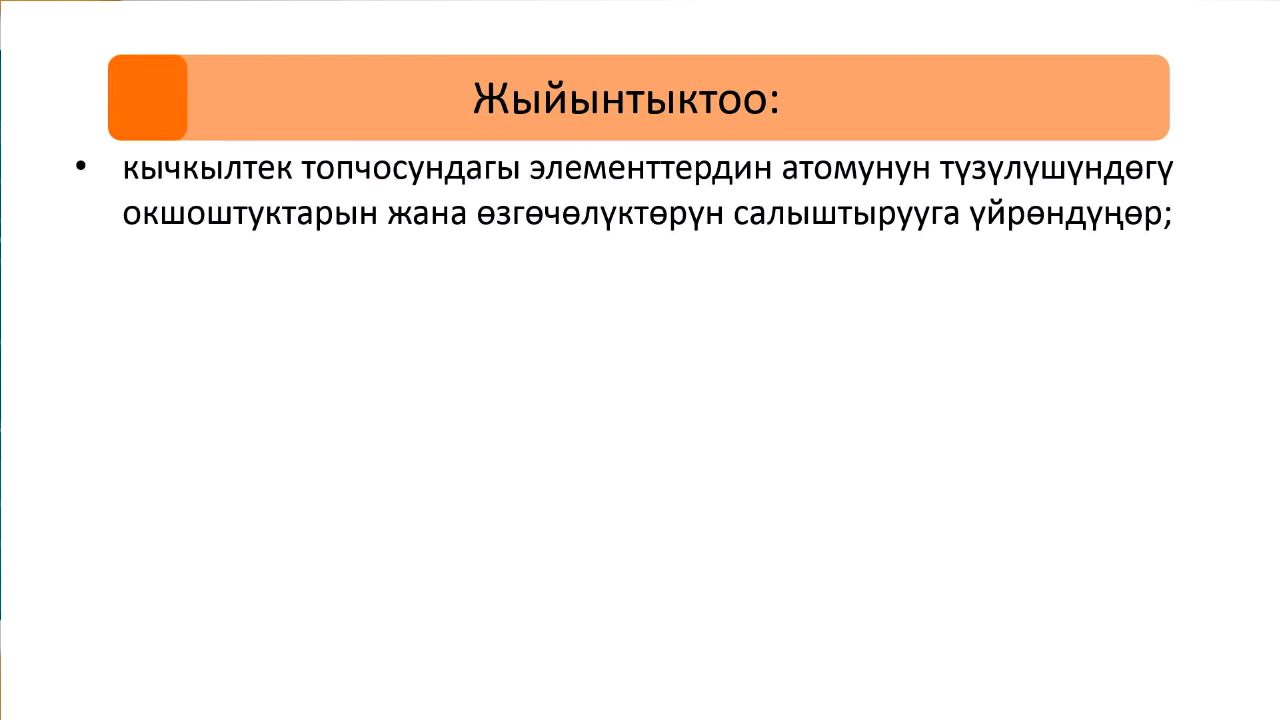 Жыйынтыктоо:
• кычкылтек топчосундагы элементтердин атомунун түзүлүшүндөгү
окшоштуктарын жана өзгөчөлүктөрүн салыштырууга үйрөндүңөр;